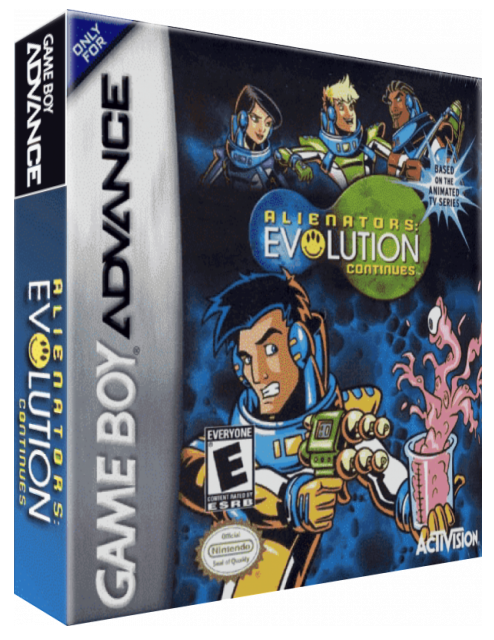 GAME BOY
ADVANCE
ALIENATORS:
EVOLUTION
CONTINUES
ONLY
FOR
GAME BOY ADVANCE
BASED
ON THE
ANIMATED
TV SERIES
ALIENATORS:
EVOLUTION
CONTINUES
EVERYONE
E
CONTENT RATED BY
ESRB
Official
Nintendo
Seal of Quality
ACTIVISION